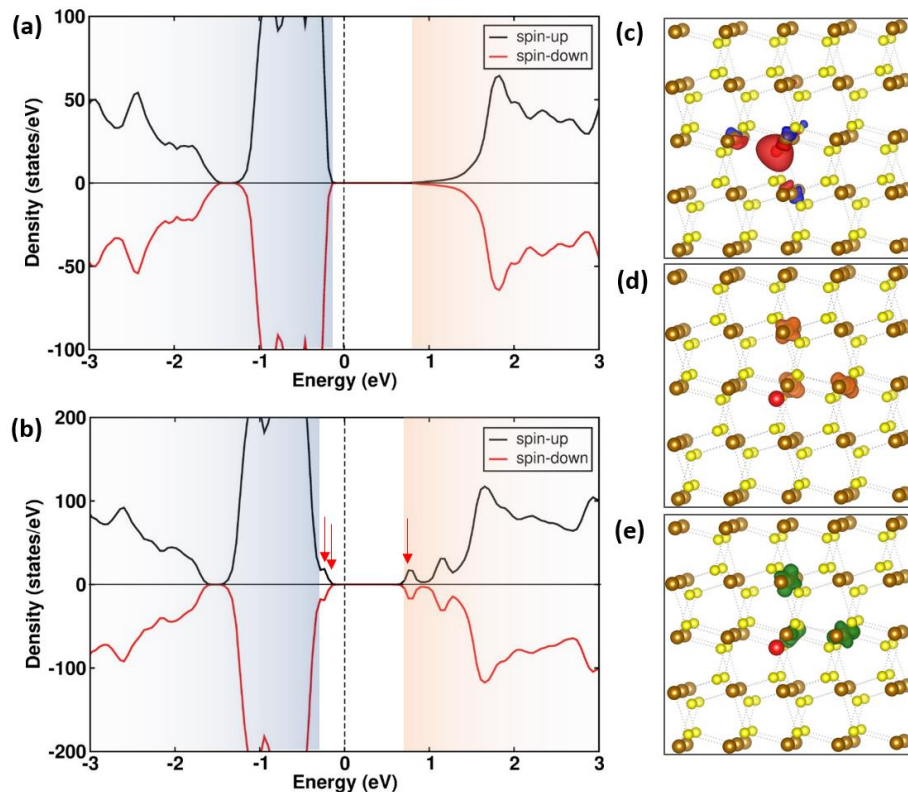 (a)
100
50
0
-50
-100
Density (states/eV)
spin-up
spin-down
-3 -2 -1 0 1 2 3
Energy (eV)
(b)
200
100
0
-100
-200
Density (states/eV)
spin-up
spin-down
-3 -2 -1 0 1 2 3
Energy (eV)
(c)
(d)
(e)